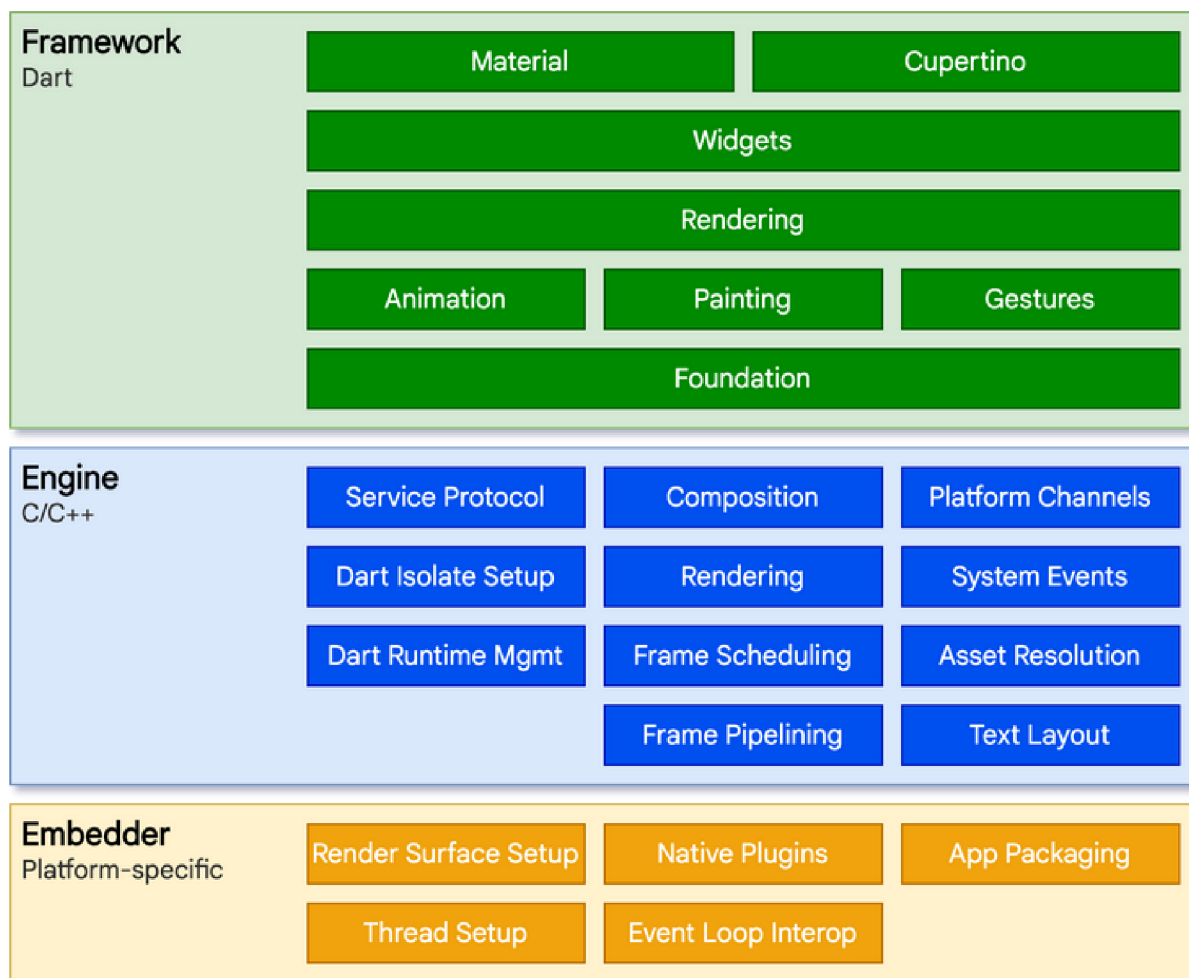 Framework
Dart
Material
Cupertino
Widgets
Rendering
Animation
Painting
Gestures
Foundation
Engine
C/C++
Service Protocol
Composition
Platform Channels
Dart Isolate Setup
Rendering
System Events
Dart Runtime Mgmt
Frame Scheduling
Asset Resolution
Frame Pipelining
Text Layout
Embedder
Platform-specific
Render Surface Setup
Native Plugins
App Packaging
Thread Setup
Event Loop Interop